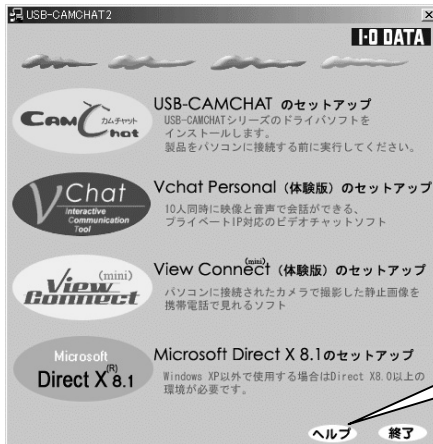 USB-CAMCHAT2
I-O DATA
CAM Chat
カムチャット
USB-CAMCHAT のセットアップ
USB-CAMCHATシリーズのドライバソフトを
インストールします。
製品をパソコンに接続する前に実行してください。
VChat
Interactive
Communication
Tool
Vchat Personal（体験版）のセットアップ
10人同時に映像と音声で会話ができる、
プライベートIP対応のビデオチャットソフト
View (mini)
Connect
View Connect (mini)（体験版）のセットアップ
パソコンに接続されたカメラで撮影した静止画像を
携帯電話で見れるソフト
Microsoft
Direct X(R) 8.1
Microsoft Direct X 8.1のセットアップ
Windows XP以外で使用する場合はDirect X8.0以上の
環境が必要です。
ヘルプ
終了